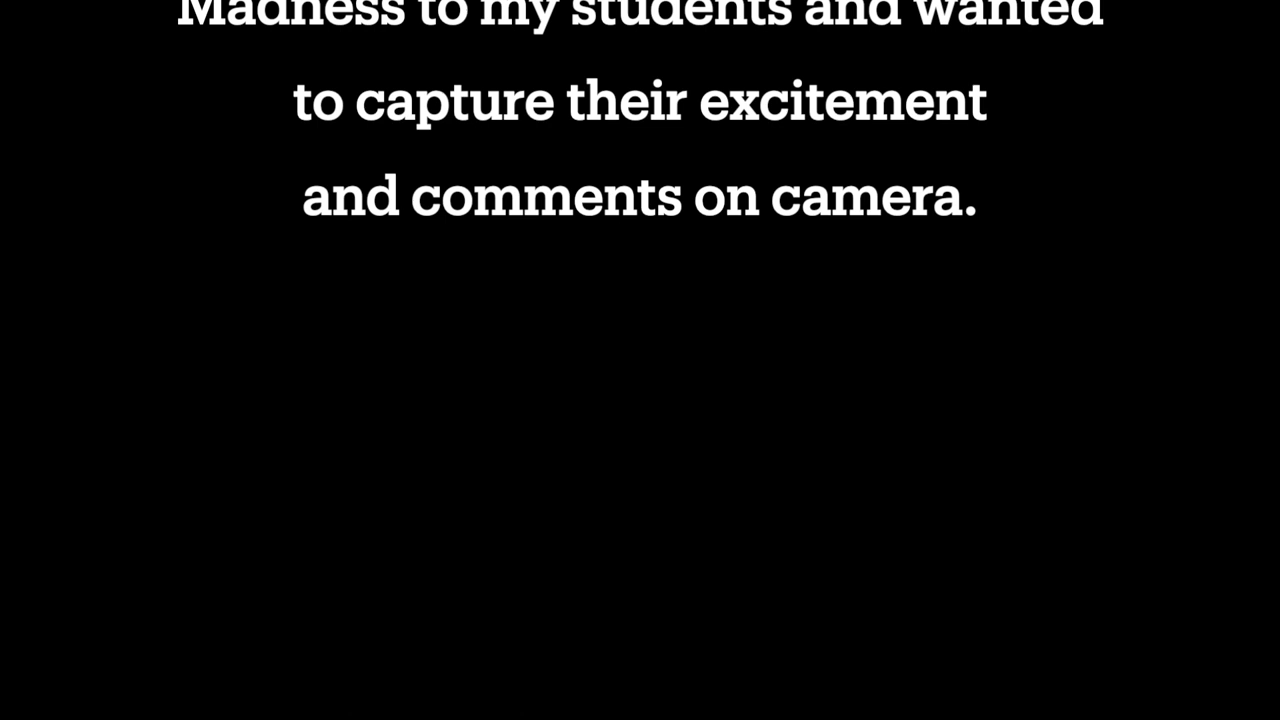 Madness to my students and wanted
to capture their excitement
and comments on camera.